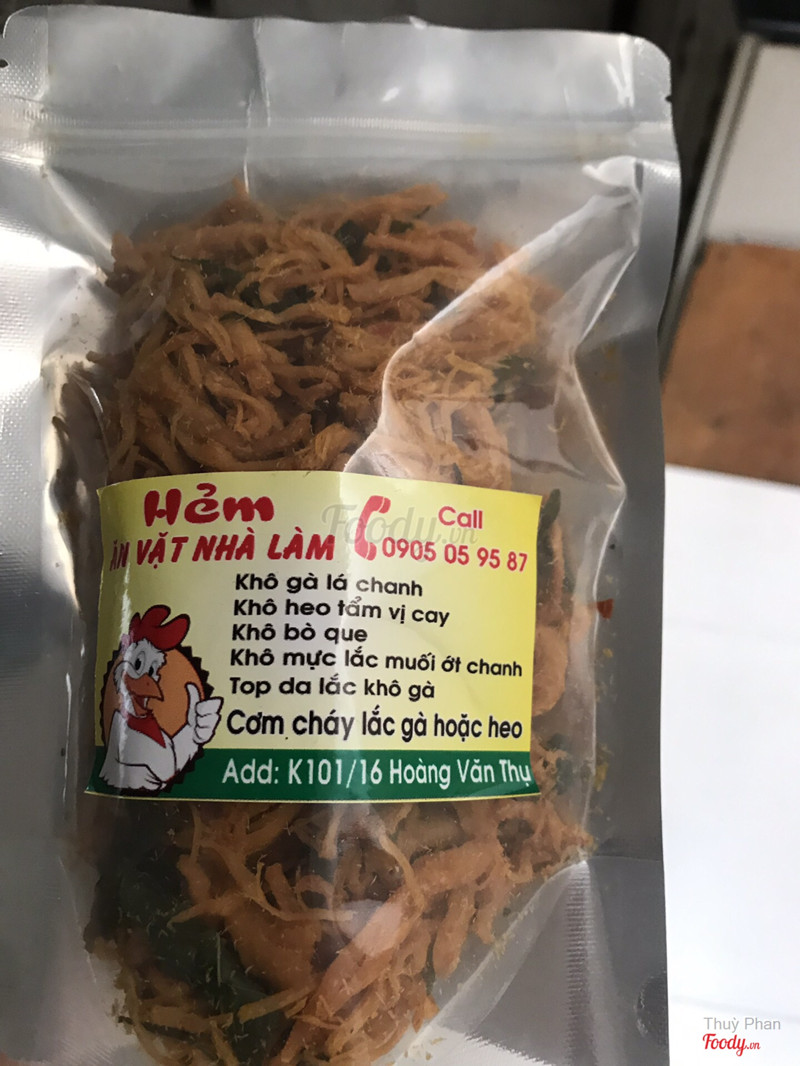 Hẻm
ĂN VẶT NHÀ LÀM
Call
0905 05 95 87
Foody.vn
Khô gà lá chanh
Khô heo tẩm vị cay
Khô bò que
Khô mực lắc muối ớt chanh
Top da lắc khô gà
Cơm cháy lắc gà hoặc heo
Add: K101/16 Hoàng Văn Thụ
Thuỳ Phan
Foody.vn